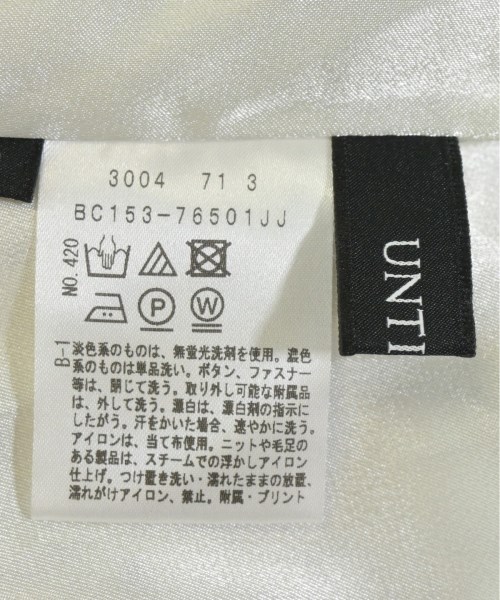 3004 71 3
BC153-76501JJ
NO.420
P
W
B-1
淡色系のものは、無蛍光洗剤を使用。濃色
系のものは単品洗い。ボタン、ファスナー
等は、閉じて洗う。取り外し可能な附属品
は、外して洗う。漂白は、漂白剤の指示に
したがう。汗をかいた場合、速やかに洗う。
アイロンは、当て布使用。ニットや毛足の
ある製品は、スチームでの浮かしアイロン
仕上げ。つけ置き洗い・濡れたままの放置、
濡れがけアイロン、禁止。附属・プリント
UNTI